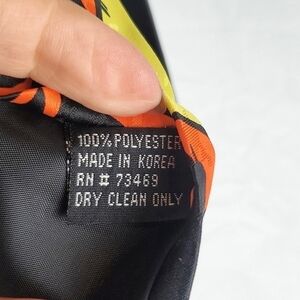 100% POLYESTER
MADE IN KOREA
RN # 73469
DRY CLEAN ONLY